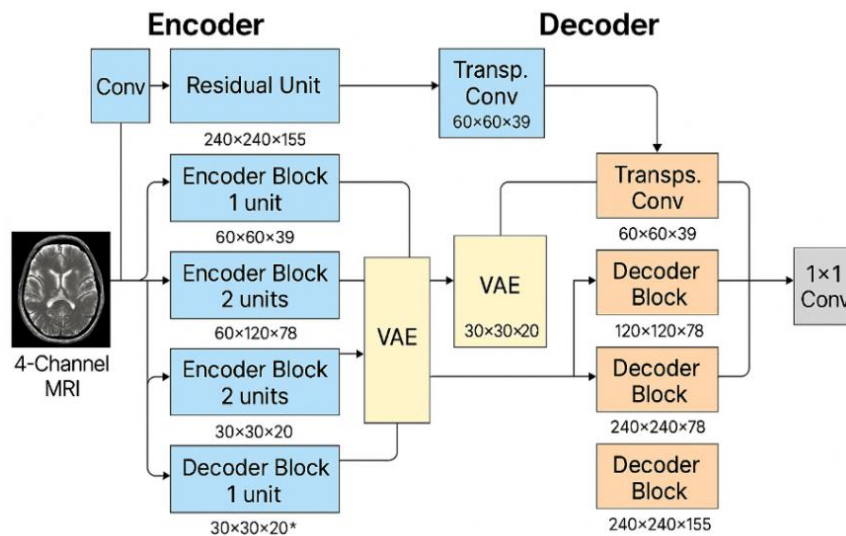 Encoder
Decoder
Conv
Residual Unit
240×240×155
Transp.
Conv
60×60×39
Encoder Block
1 unit
60×60×39
Transps.
Conv
60×60×39
Encoder Block
2 units
60×120×78
VAE
VAE
30×30×20
Decoder
Block
120×120×78
1×1
Conv
4-Channel
MRI
Encoder Block
2 units
30×30×20
Decoder
Block
240×240×78
Decoder Block
1 unit
30×30×20*
Decoder
Block
240×240×155